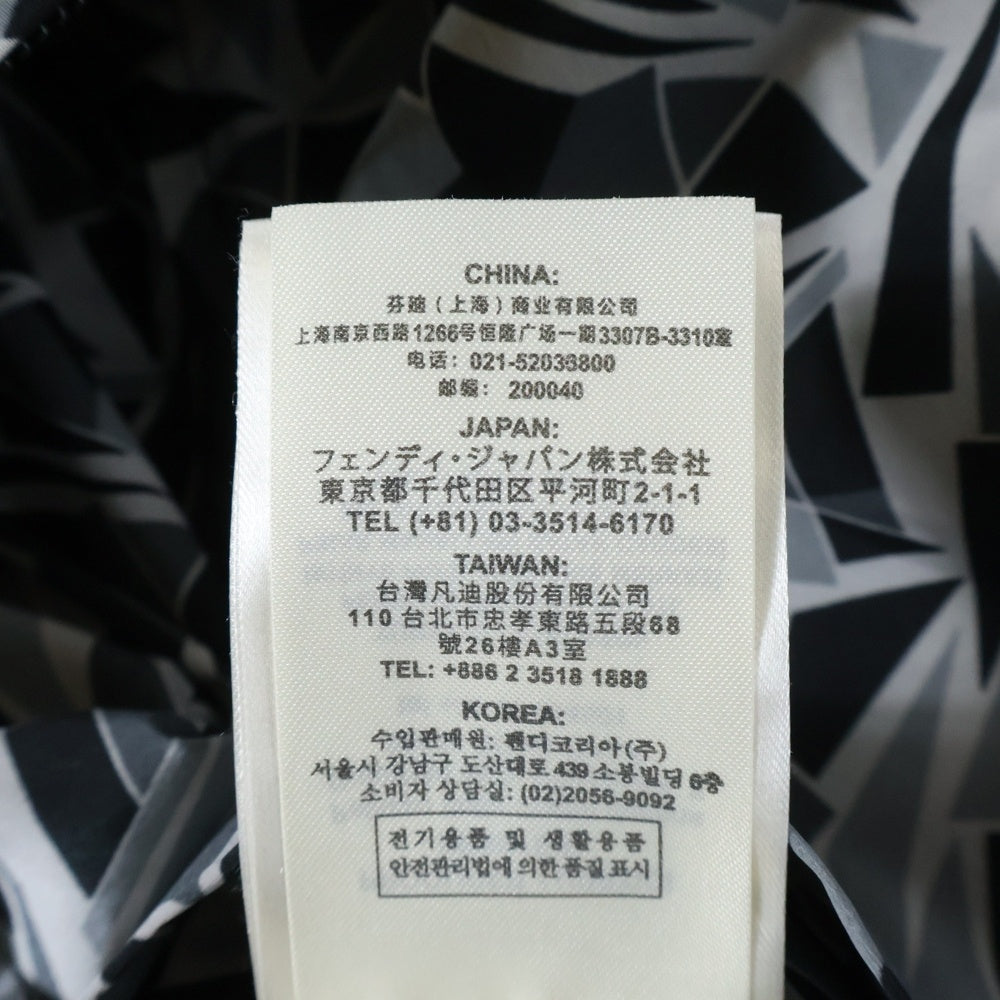 CHINA:
芬迪（上海）商业有限公司
上海南京西路1266号恒隆广场一期3307B-3310室
电话：021-52036800
邮编：200040
JAPAN:
フェンディ・ジャパン株式会社
東京都千代田区平河町2-1-1
TEL (+81) 03-3514-6170
TAIWAN:
台灣凡迪股份有限公司
110 台北市忠孝東路五段68
號26樓A3室
TEL: +886 2 3518 1888
KOREA:
수입판매원: 펜디코리아(주)
서울시 강남구 도산대로 439 소봉빌딩 6층
소비자 상담실: (02)2056-9092
전기용품 및 생활용품
안전관리법에 의한 품질 표시